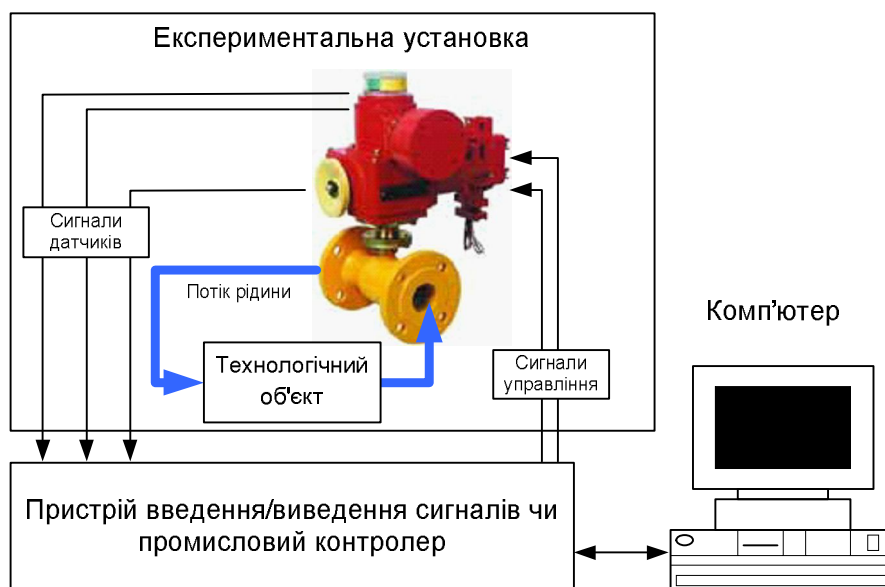 Експериментальна установка
Сигнали
датчиків
Потік рідини
Технологічний
об'єкт
Сигнали
управління
Комп'ютер
Пристрій введення/виведення сигналів чи
промисловий контролер